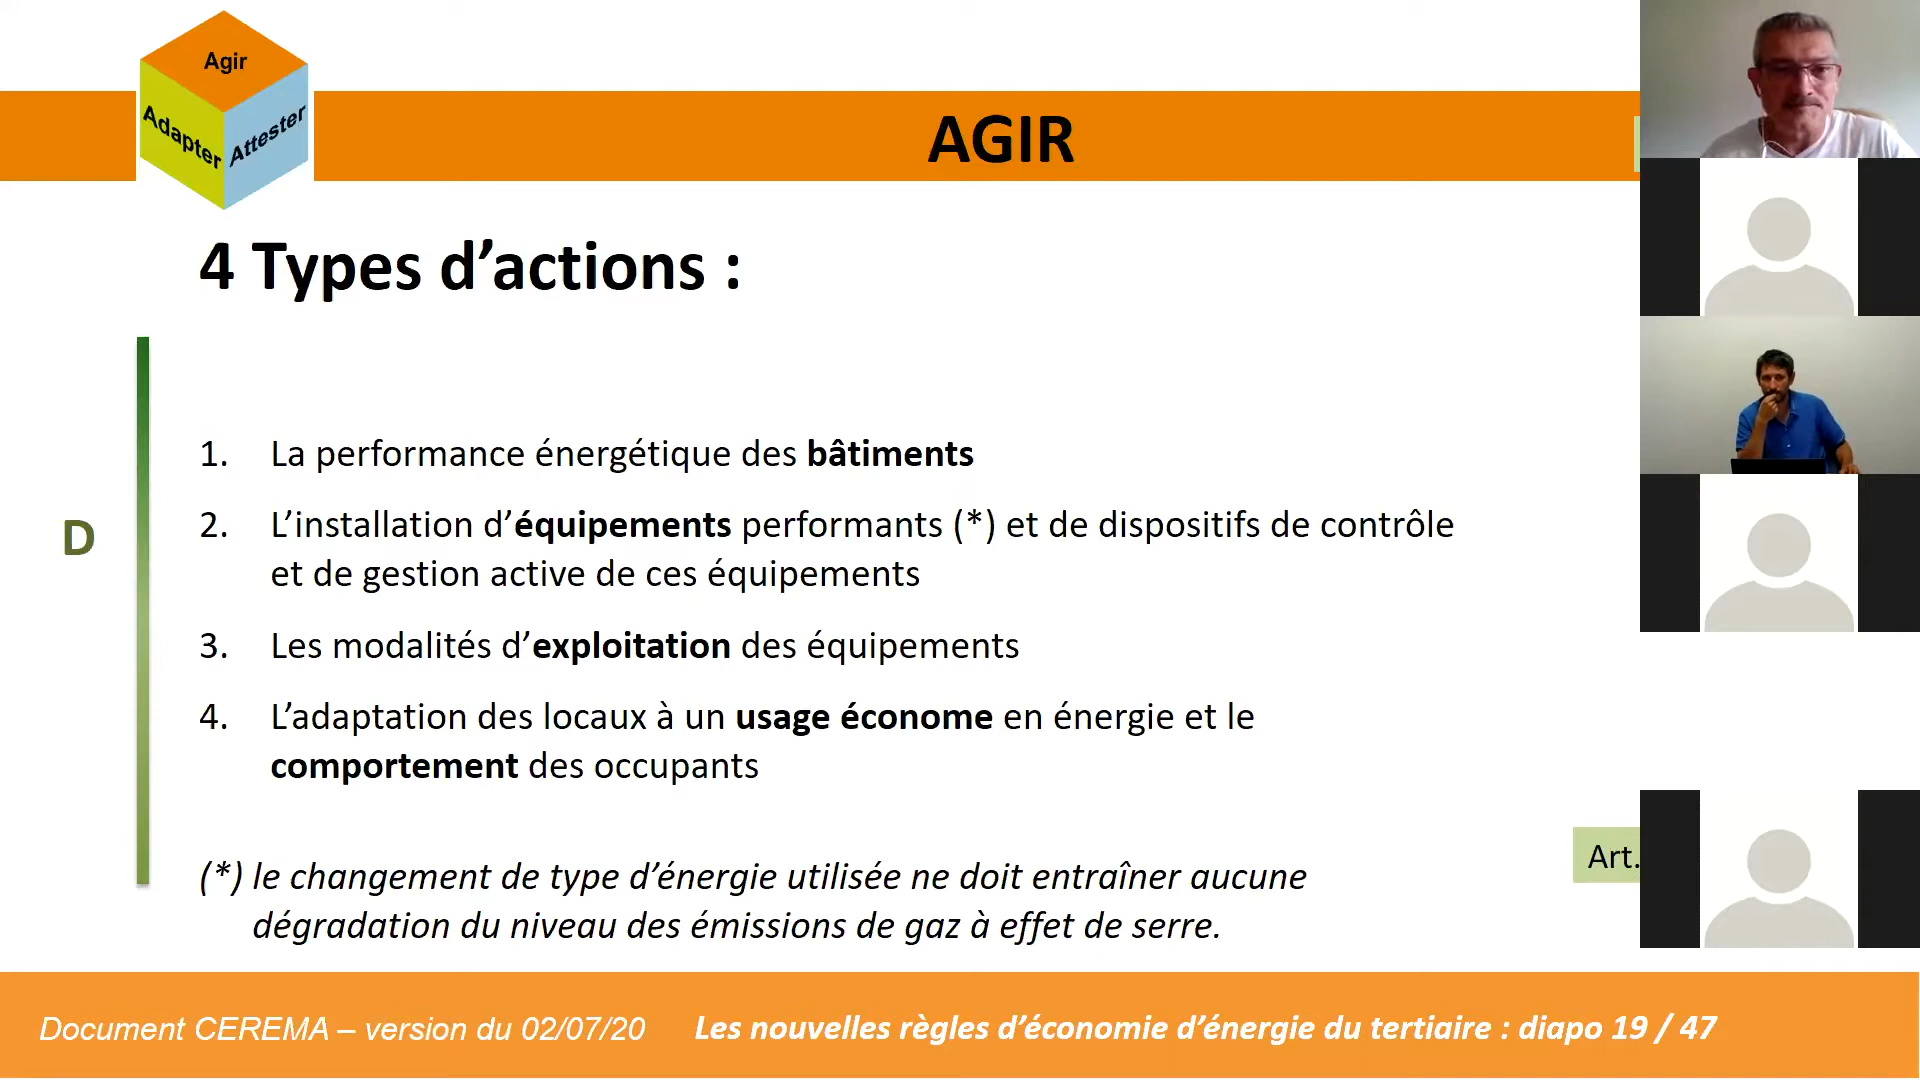 Agir
Adapter
Attester
AGIR
4 Types d’actions :
D
1. La performance énergétique des bâtiments
2. L’installation d’équipements performants (*) et de dispositifs de contrôle
et de gestion active de ces équipements
3. Les modalités d’exploitation des équipements
4. L’adaptation des locaux à un usage économe en énergie et le
comportement des occupants
Art.
(*) le changement de type d’énergie utilisée ne doit entraîner aucune
dégradation du niveau des émissions de gaz à effet de serre.
Document CEREMA – version du 02/07/20
Les nouvelles règles d’économie d’énergie du tertiaire : diapo 19 / 47